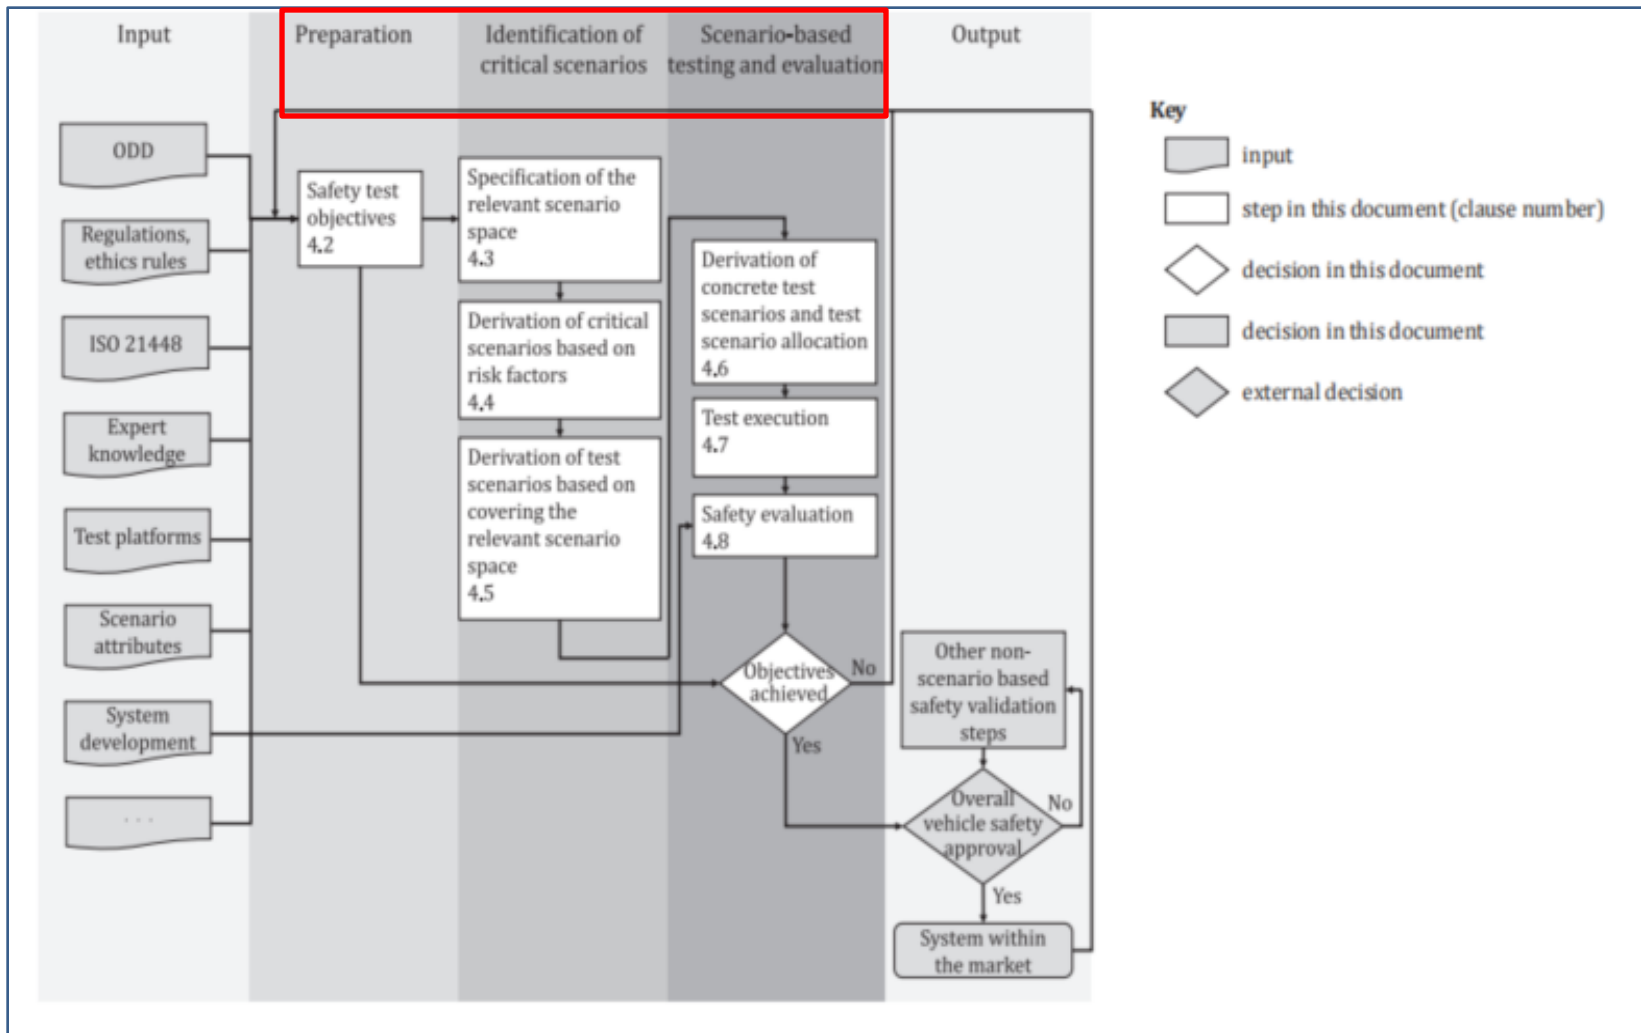 Input
Preparation
Identification of
critical scenarios
Scenario-based
testing and evaluation
Output
ODD
Regulations,
ethics rules
ISO 21448
Expert
knowledge
Test platforms
Scenario
attributes
System
development
...
Safety test
objectives
4.2
Specification of the
relevant scenario
space
4.3
Derivation of critical
scenarios based on
risk factors
4.4
Derivation of test
scenarios based on
covering the
relevant scenario
space
4.5
Derivation of
concrete test
scenarios and test
scenario allocation
4.6
Test execution
4.7
Safety evaluation
4.8
Objectives
achieved
No
Yes
Other non-
scenario based
safety validation
steps
Overall
vehicle safety
approval
No
Yes
System within
the market
Key
input
step in this document (clause number)
decision in this document
decision in this document
external decision